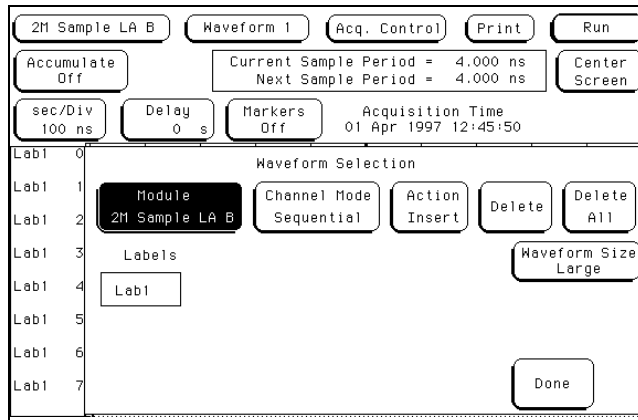 2M Sample LA B
Waveform 1
Acq. Control
Print
Run
Accumulate
Off
Current Sample Period = 4.000 ns
Next Sample Period = 4.000 ns
Center
Screen
sec/Div
100 ns
Delay
0 s
Markers
Off
Acquisition Time
01 Apr 1997 12:45:50
Lab1 0
Lab1 1
Lab1 2
Lab1 3
Lab1 4
Lab1 5
Lab1 6
Lab1 7
Waveform Selection
Module
2M Sample LA B
Channel Mode
Sequential
Action
Insert
Delete
Delete
All
Labels
Waveform Size
Large
Lab1
Done